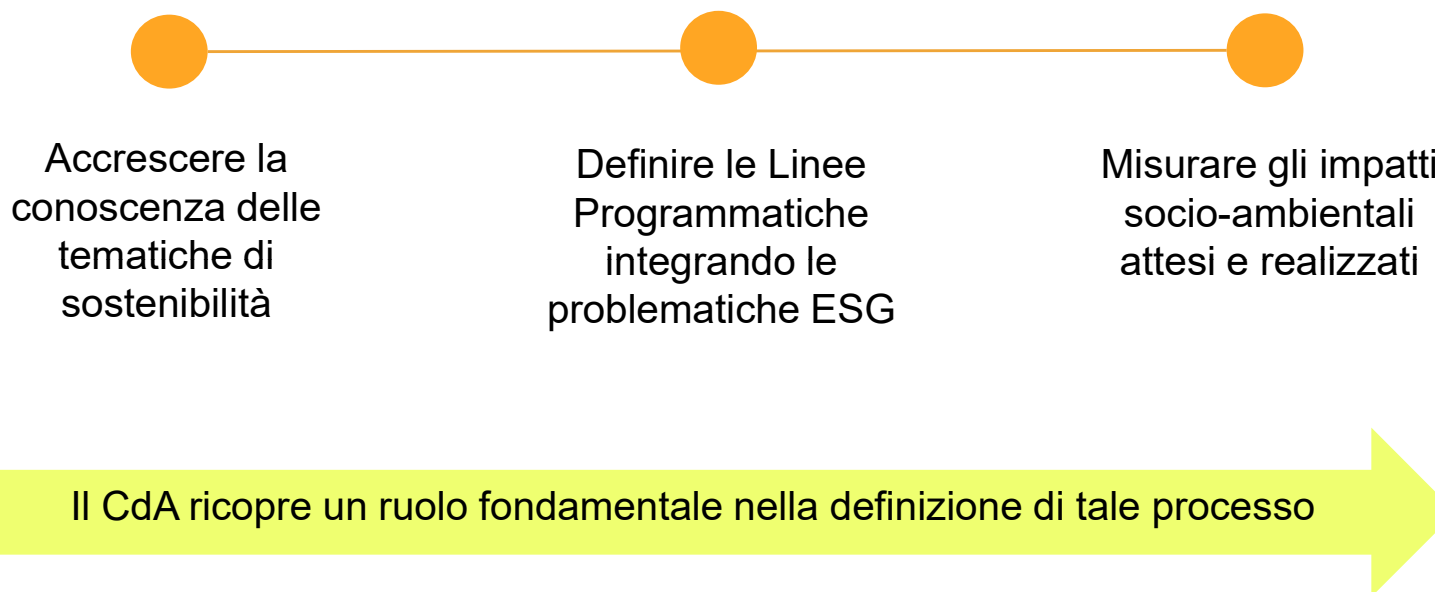 Accrescere la
conoscenza delle
tematiche di
sostenibilità
Definire le Linee
Programmatiche
integrando le
problematiche ESG
Misurare gli impatti
socio-ambientali
attesi e realizzati
Il CdA ricopre un ruolo fondamentale nella definizione di tale processo